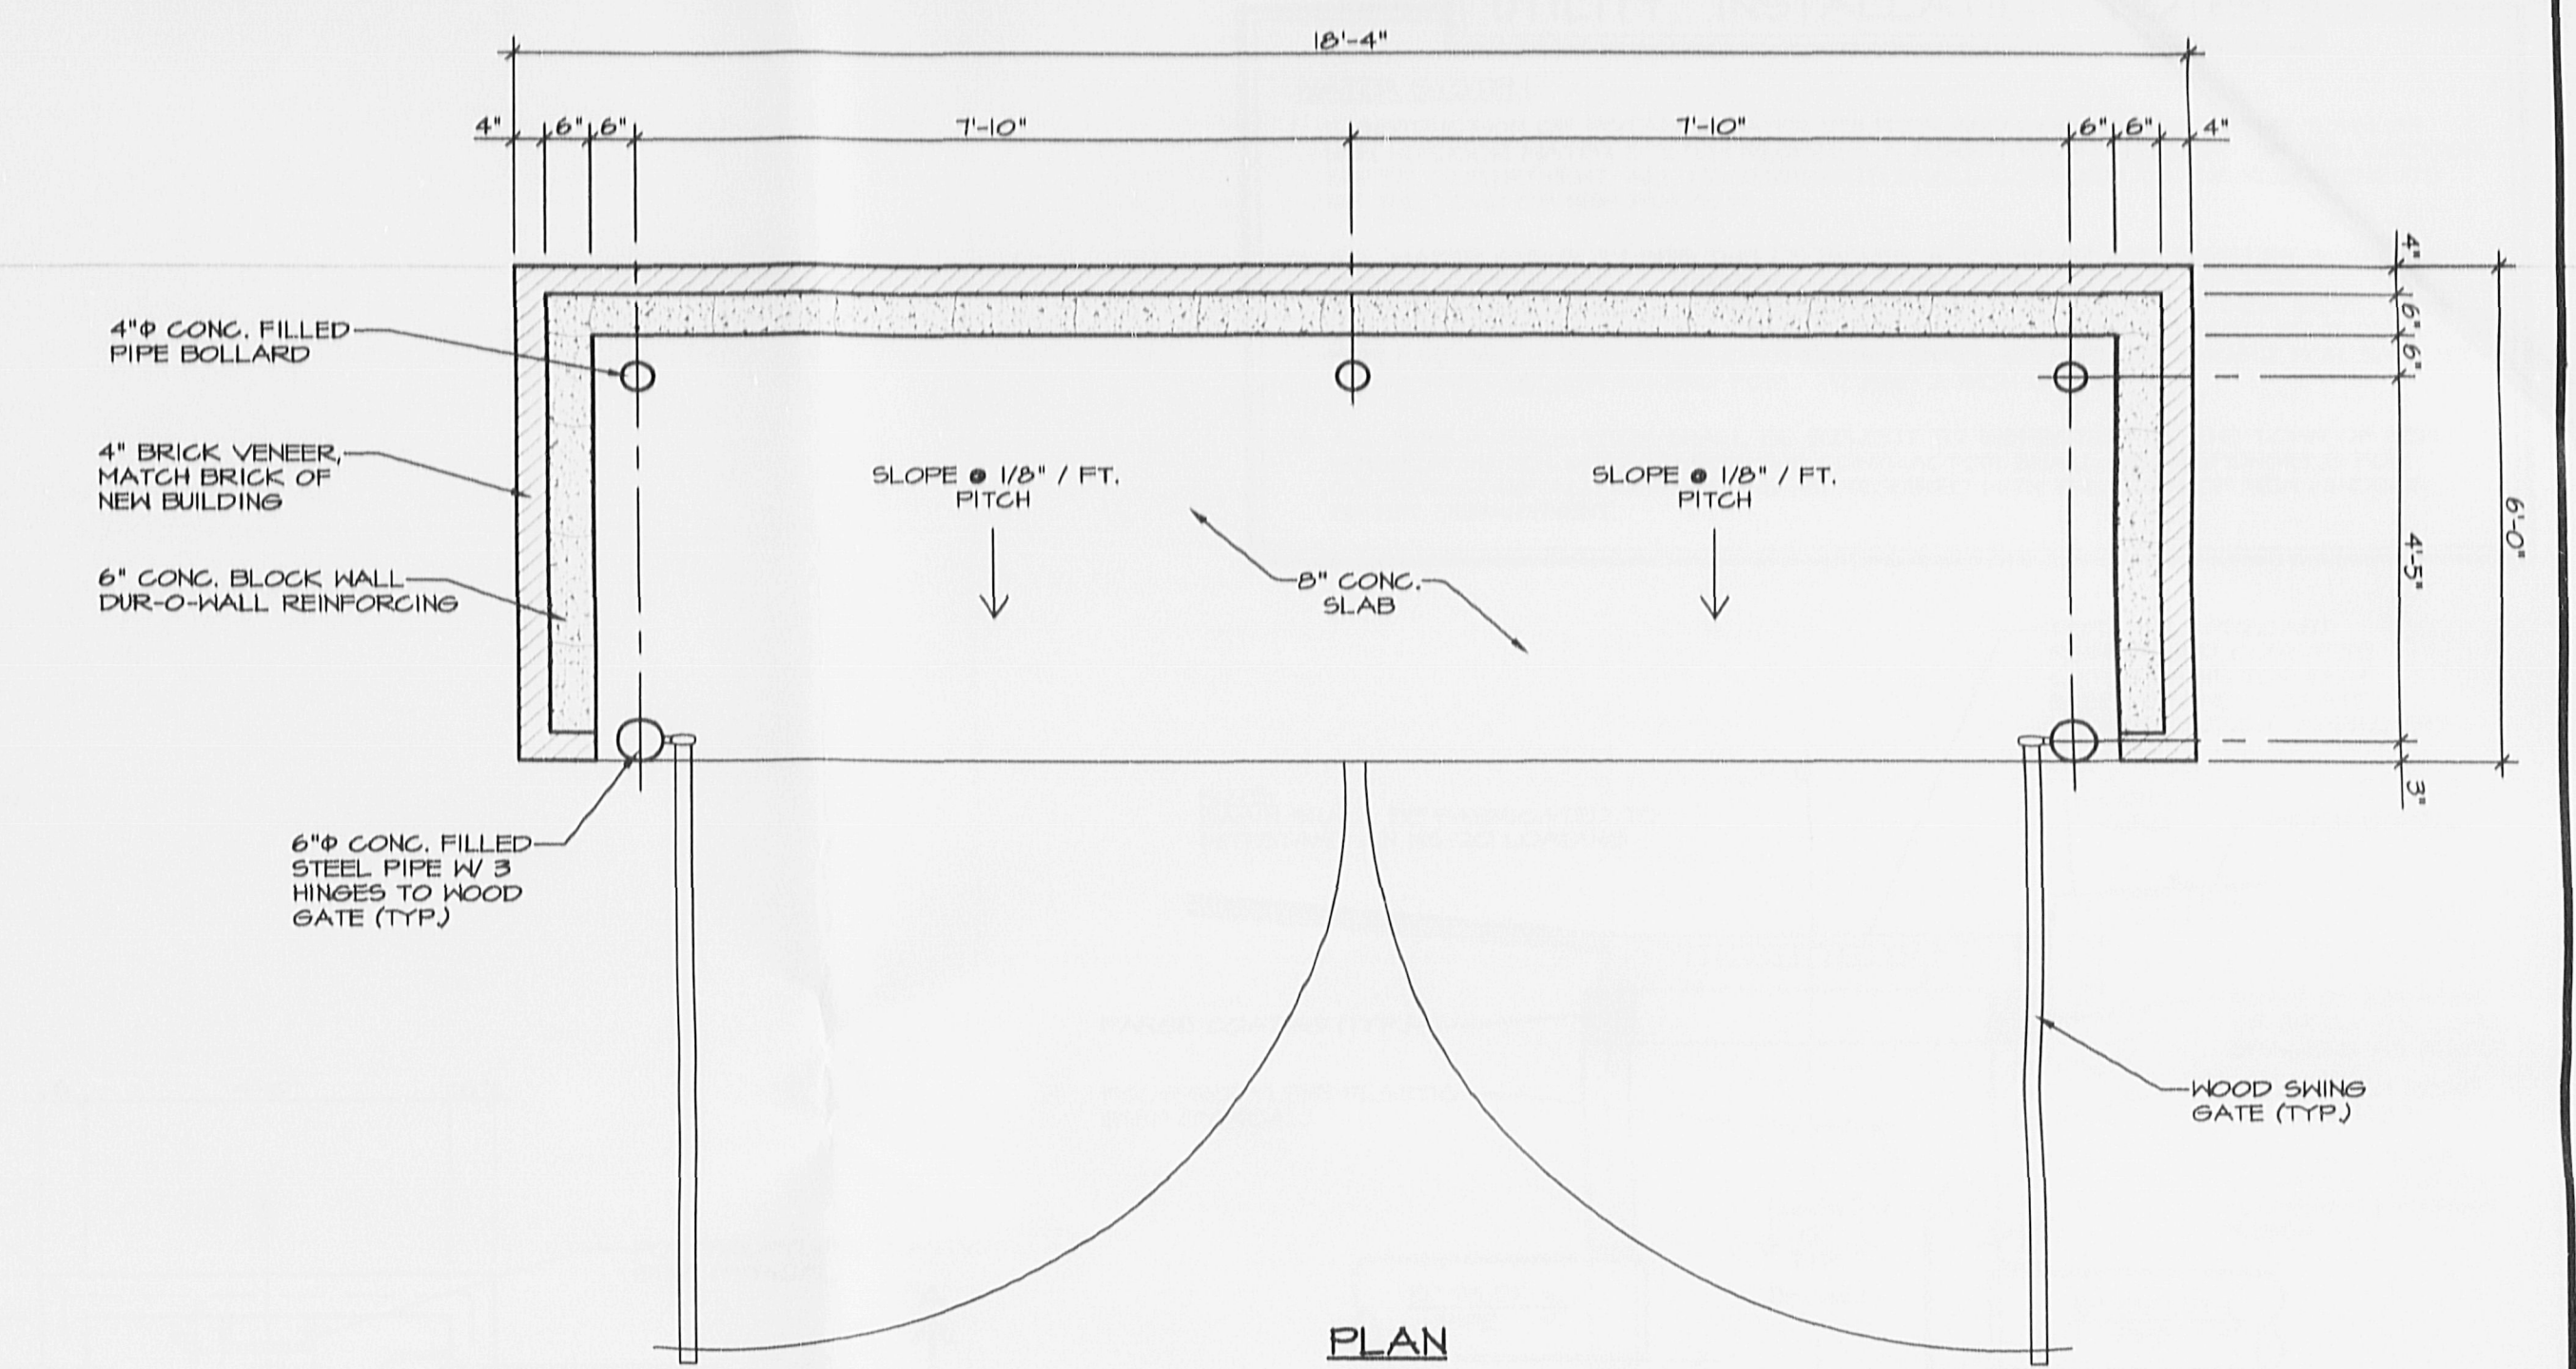 18'-4"
4" 6" 6" 7'-10" 7'-10" 6" 6" 4"
4"
6"
6"
4'-5"
3"
6'-0"
4"Φ CONC. FILLED
PIPE BOLLARD
4" BRICK VENEER,
MATCH BRICK OF
NEW BUILDING
6" CONC. BLOCK WALL
DUR-O-WALL REINFORCING
SLOPE @ 1/8" / FT.
PITCH
SLOPE @ 1/8" / FT.
PITCH
8" CONC.
SLAB
6"Φ CONC. FILLED
STEEL PIPE W/ 3
HINGES TO WOOD
GATE (TYP.)
WOOD SWING
GATE (TYP.)
PLAN